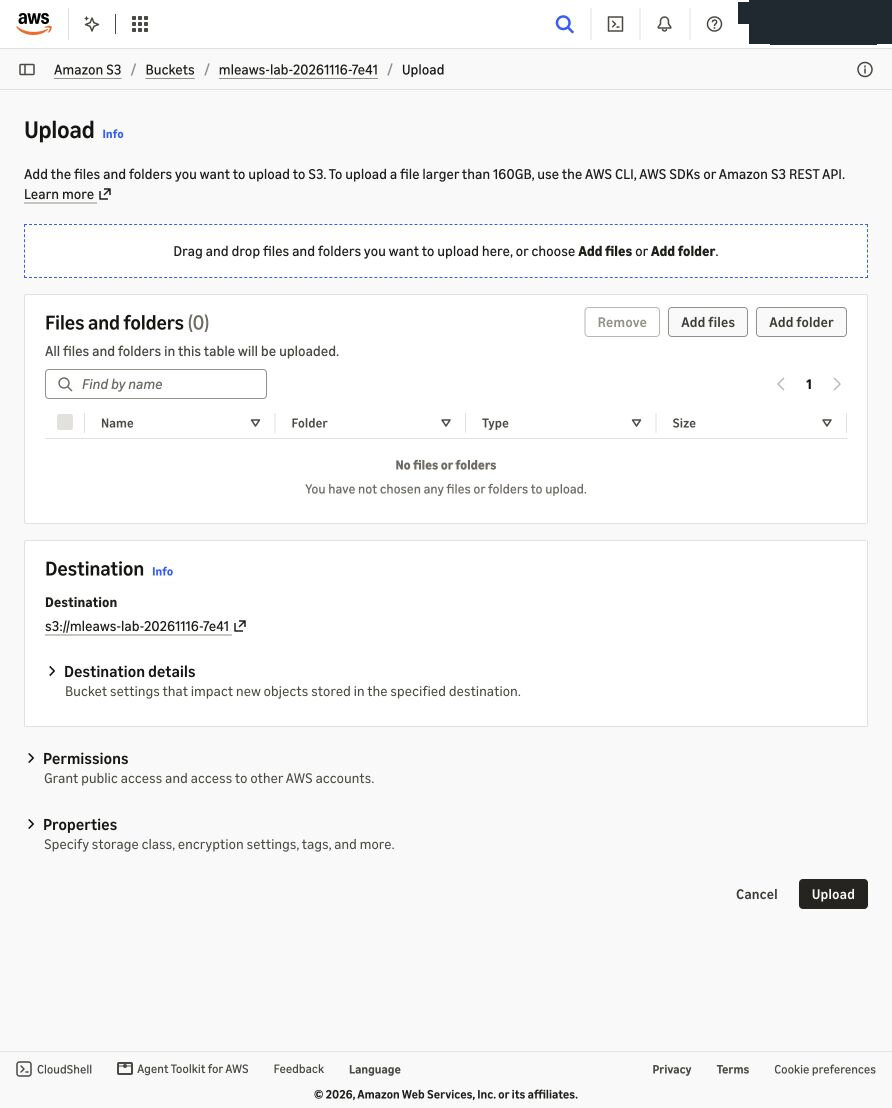 aws
Amazon S3 / Buckets / mleaws-lab-20261116-7e41 / Upload
Upload Info
Add the files and folders you want to upload to S3. To upload a file larger than 160GB, use the AWS CLI, AWS SDKs or Amazon S3 REST API.
Learn more
Drag and drop files and folders you want to upload here, or choose Add files or Add folder.
Files and folders (0)
Remove Add files Add folder
All files and folders in this table will be uploaded.
Find by name
1
Name Folder Type Size
No files or folders
You have not chosen any files or folders to upload.
Destination Info
Destination
s3://mleaws-lab-20261116-7e41
Destination details
Bucket settings that impact new objects stored in the specified destination.
Permissions
Grant public access and access to other AWS accounts.
Properties
Specify storage class, encryption settings, tags, and more.
Cancel Upload
CloudShell Agent Toolkit for AWS Feedback Language Privacy Terms Cookie preferences
© 2026, Amazon Web Services, Inc. or its affiliates.